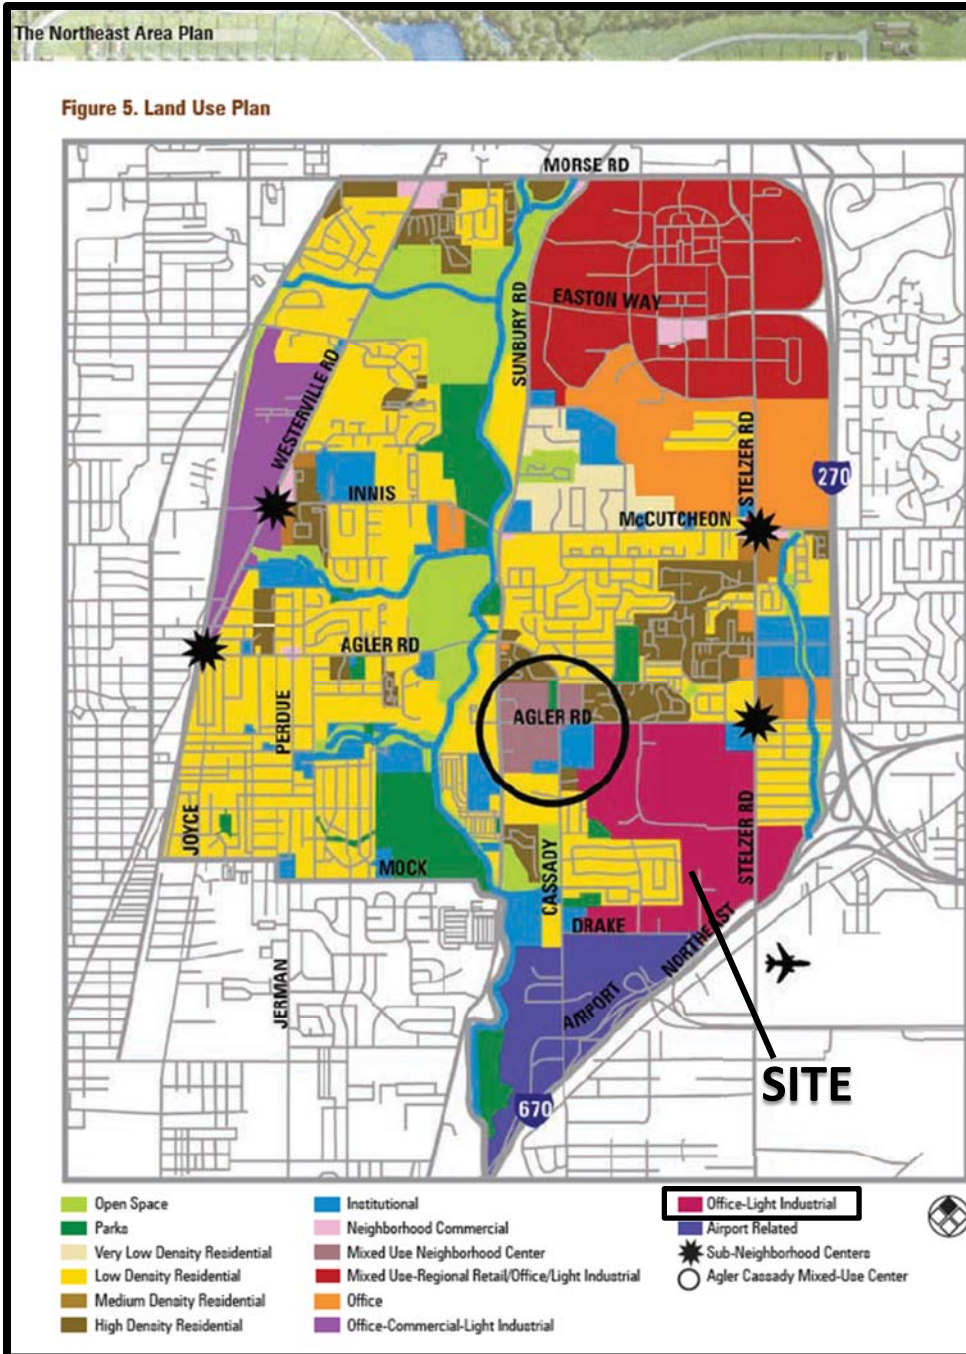 The Northeast Area Plan
Figure 5. Land Use Plan
MORSE RD
EASTON WAY
SUNBURY RD
WESTERVILLE RD
STELZER RD
270
INNIS
McCUTCHEON
AGLER RD
AGLER RD
PERDUE
JOYCE
STELZER RD
MOCK
CASSADY
DRAKE
NORTHEAST
AIRPORT
JERMAN
SITE
670
Open Space
Parks
Very Low Density Residential
Low Density Residential
Medium Density Residential
High Density Residential
Institutional
Neighborhood Commercial
Mixed Use Neighborhood Center
Mixed Use-Regional Retail/Office/Light Industrial
Office
Office-Commercial-Light Industrial
Office-Light Industrial
Airport Related
Sub-Neighborhood Centers
Agler Cassady Mixed-Use Center